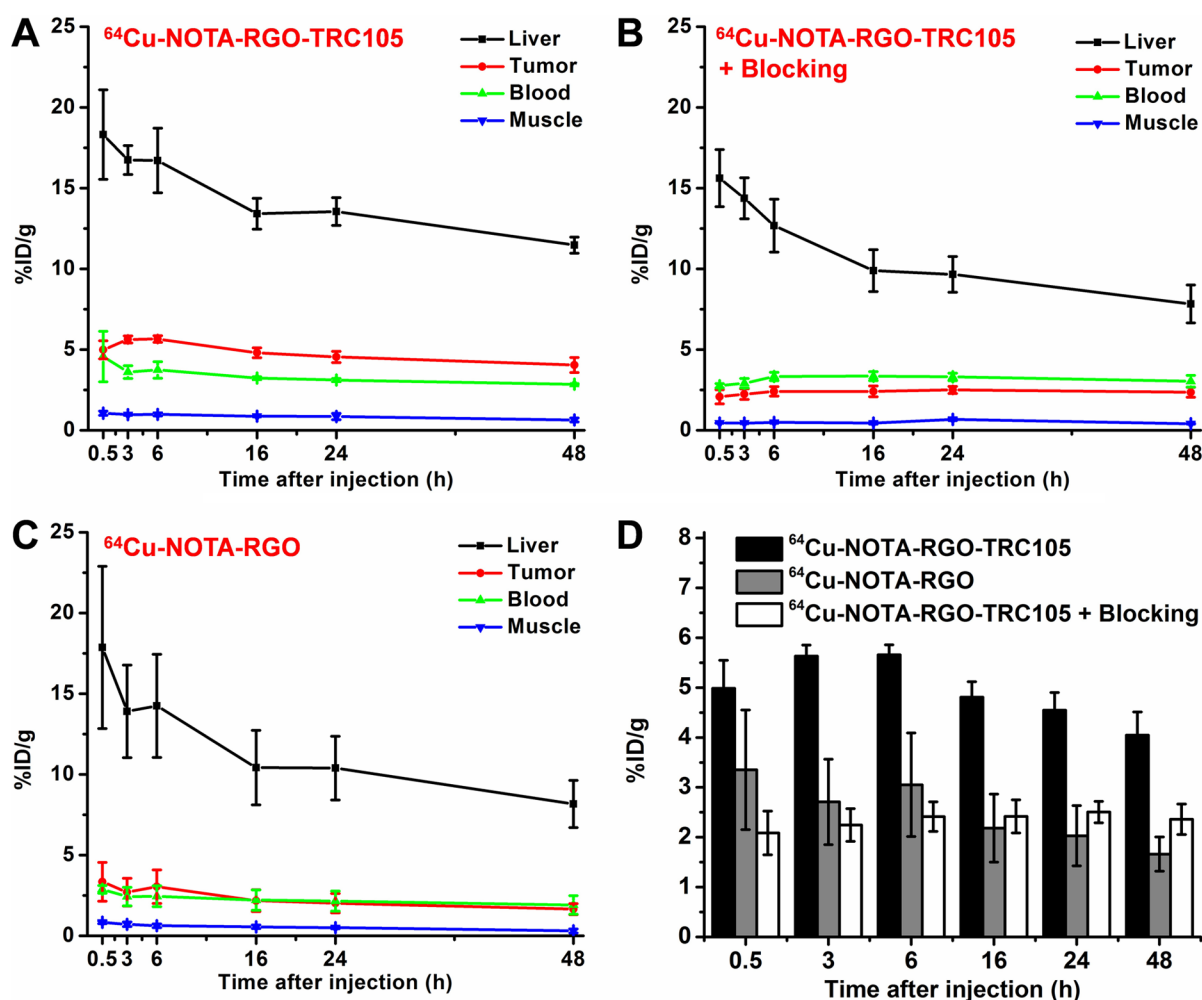 A
⁶⁴Cu-NOTA-RGO-TRC105
Liver
Tumor
Blood
Muscle
25
20
15
10
5
0
%ID/g
0.5 3 6 16 24 48
Time after injection (h)
B
⁶⁴Cu-NOTA-RGO-TRC105
+ Blocking
Liver
Tumor
Blood
Muscle
25
20
15
10
5
0
%ID/g
0.5 3 6 16 24 48
Time after injection (h)
C
⁶⁴Cu-NOTA-RGO
Liver
Tumor
Blood
Muscle
25
20
15
10
5
0
%ID/g
0.5 3 6 16 24 48
Time after injection (h)
D
⁶⁴Cu-NOTA-RGO-TRC105
⁶⁴Cu-NOTA-RGO
⁶⁴Cu-NOTA-RGO-TRC105 + Blocking
8
7
6
5
4
3
2
1
0
%ID/g
0.5 3 6 16 24 48
Time after injection (h)